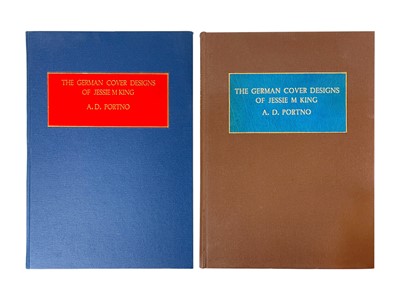 THE GERMAN COVER DESIGNS
OF JESSIE M KING
A. D. PORTNO
THE GERMAN COVER DESIGNS
OF JESSIE M KING
A. D. PORTNO